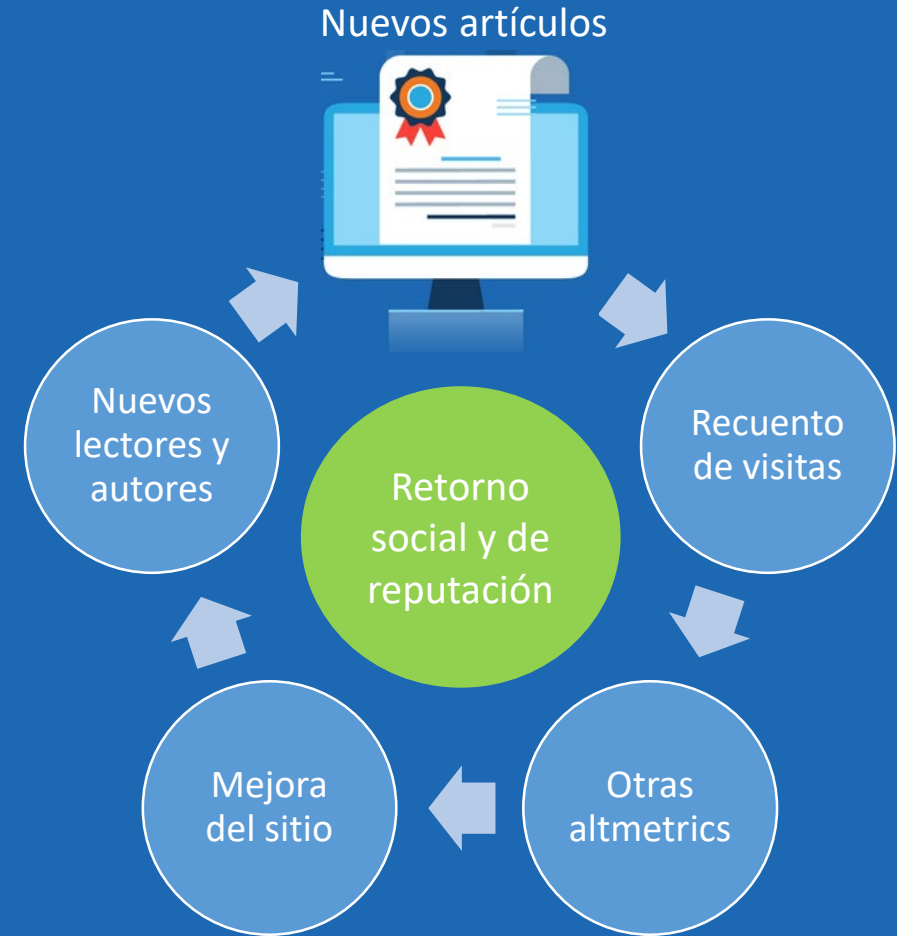 Nuevos artículos
Recuento
de visitas
Otras
altmetrics
Mejora
del sitio
Nuevos
lectores y
autores
Retorno
social y de
reputación